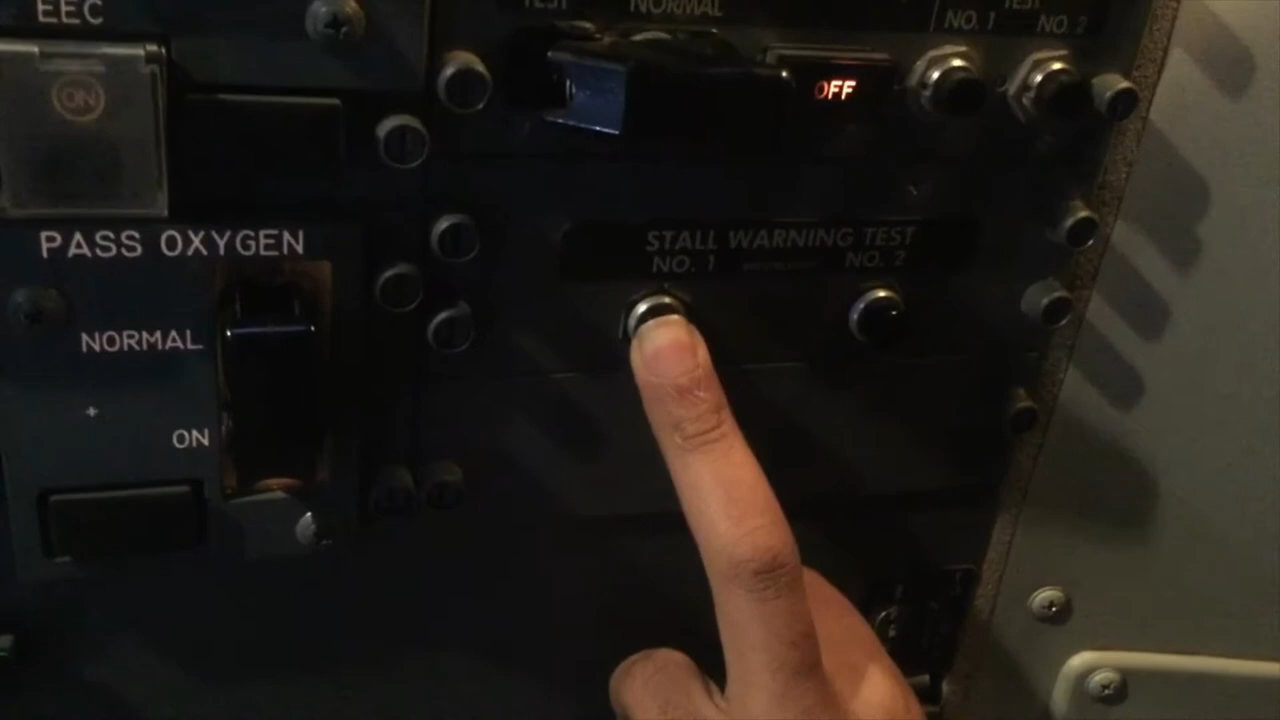 EEC
TEST
NORMAL
TEST
NO. 1 NO. 2
ON
OFF
PASS OXYGEN
NORMAL
ON
STALL WARNING TEST
NO. 1 NO. 2